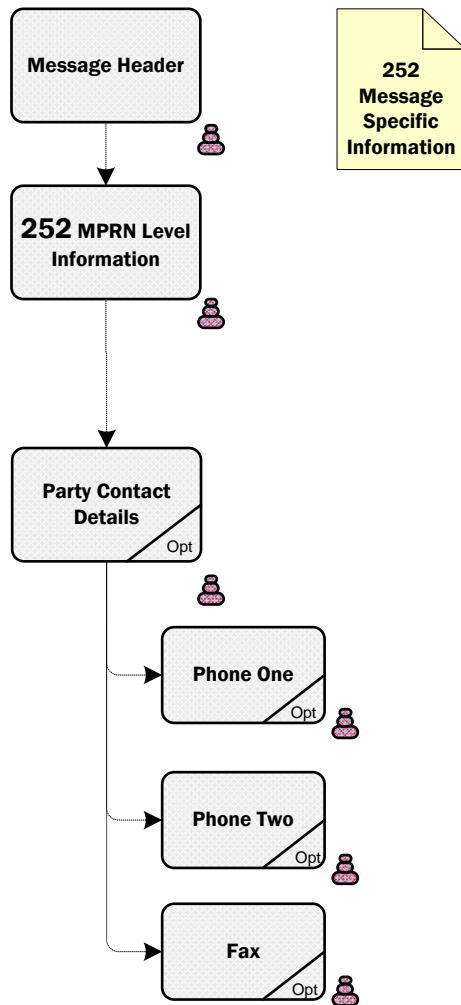 Message Header
252
Message
Specific
Information
252 MPRN Level
Information
Party Contact
Details
Opt
Phone One
Opt
Phone Two
Opt
Fax
Opt